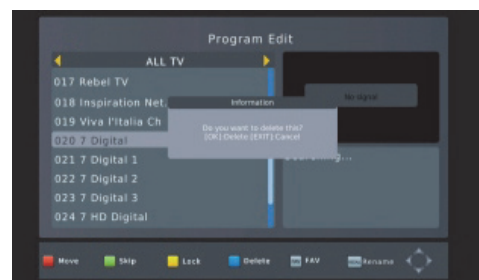 Program Edit
ALL TV
017 Rebel TV
018 Inspiration Net.
019 Viva l'Italia Ch
020 7 Digital
021 7 Digital 1
022 7 Digital 2
023 7 Digital 3
024 7 HD Digital
No signal
Information
Do you want to delete this?
[OK] Delete [EXIT] Cancel
Move
Skip
Lock
Delete
FAV
Rename